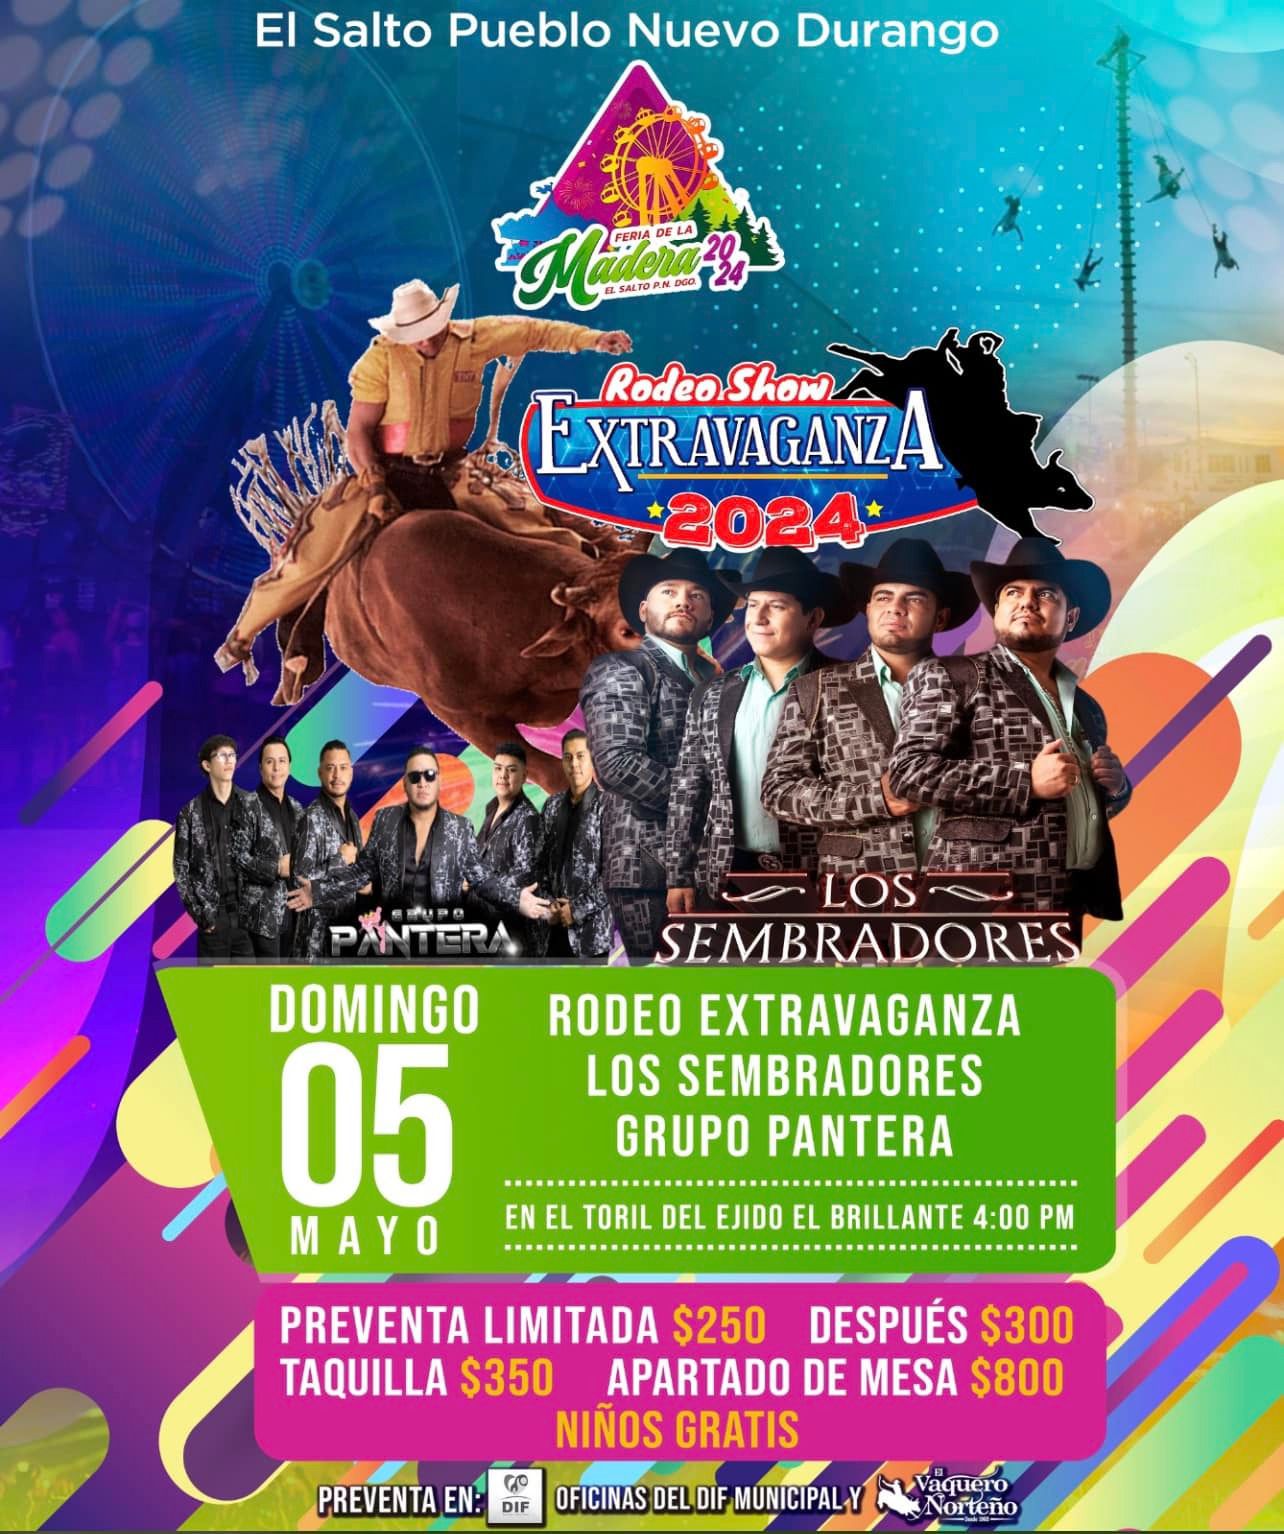 El Salto Pueblo Nuevo Durango
FERIA DE LA
Madera
2024
EL SALTO P.N. DGO.
Rodeo Show
EXTRAVAGANZA
2024
GRUPO
PANTERA
LOS
SEMBRADORES
DOMINGO
05
MAYO
RODEO EXTRAVAGANZA
LOS SEMBRADORES
GRUPO PANTERA
EN EL TORIL DEL EJIDO EL BRILLANTE 4:00 PM
PREVENTA LIMITADA $250 DESPUÉS $300
TAQUILLA $350 APARTADO DE MESA $800
NIÑOS GRATIS
PREVENTA EN: DIF OFICINAS DEL DIF MUNICIPAL Y El Vaquero Norteño